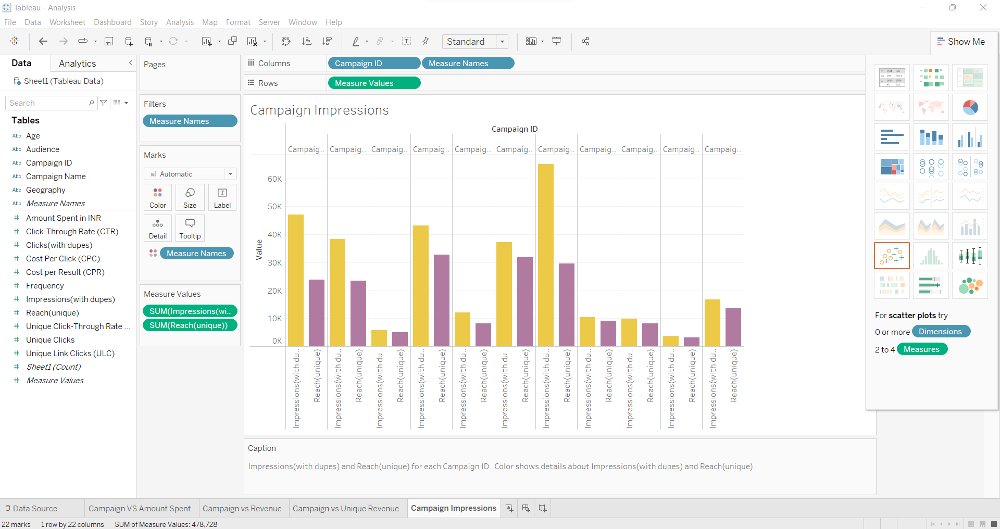 Tableau - Analysis
File Data Worksheet Dashboard Story Analysis Map Format Server Window Help
Standard
Show Me
Data
Analytics
Sheet1 (Tableau Data)
Search
Tables
Abc Age
Abc Audience
Abc Campaign ID
Abc Campaign Name
Abc Geography
Abc Measure Names
# Amount Spent in INR
# Click-Through Rate (CTR)
# Clicks(with dupes)
# Cost Per Click (CPC)
# Cost per Result (CPR)
# Frequency
# Impressions(with dupes)
# Reach(unique)
# Unique Click-Through Rate ...
# Unique Clicks
# Unique Link Clicks (ULC)
# Sheet1 (Count)
# Measure Values
Pages
Filters
Measure Names
Marks
Automatic
Color
Size
Label
Detail
Tooltip
Measure Names
Measure Values
SUM(Impressions(wi..
SUM(Reach(unique))
Columns
Campaign ID
Measure Names
Rows
Measure Values
Campaign Impressions
Campaign ID
Campaig.. Campaig.. Campaig.. Campaig.. Campaig.. Campaig.. Campaig.. Campaig.. Campaig.. Campaig.. Campaig..
Value
60K
50K
40K
30K
20K
10K
0K
Impressions(with du..
Reach(unique)
Impressions(with du..
Reach(unique)
Impressions(with du..
Reach(unique)
Impressions(with du..
Reach(unique)
Impressions(with du..
Reach(unique)
Impressions(with du..
Reach(unique)
Impressions(with du..
Reach(unique)
Impressions(with du..
Reach(unique)
Impressions(with du..
Reach(unique)
Impressions(with du..
Reach(unique)
Impressions(with du..
Reach(unique)
Caption
Impressions(with dupes) and Reach(unique) for each Campaign ID. Color shows details about Impressions(with dupes) and Reach(unique).
For scatter plots try
0 or more Dimensions
2 to 4 Measures
Data Source
Campaign VS Amount Spent
Campaign vs Revenue
Campaign vs Unique Revenue
Campaign Impressions
22 marks 1 row by 22 columns SUM of Measure Values: 478,728